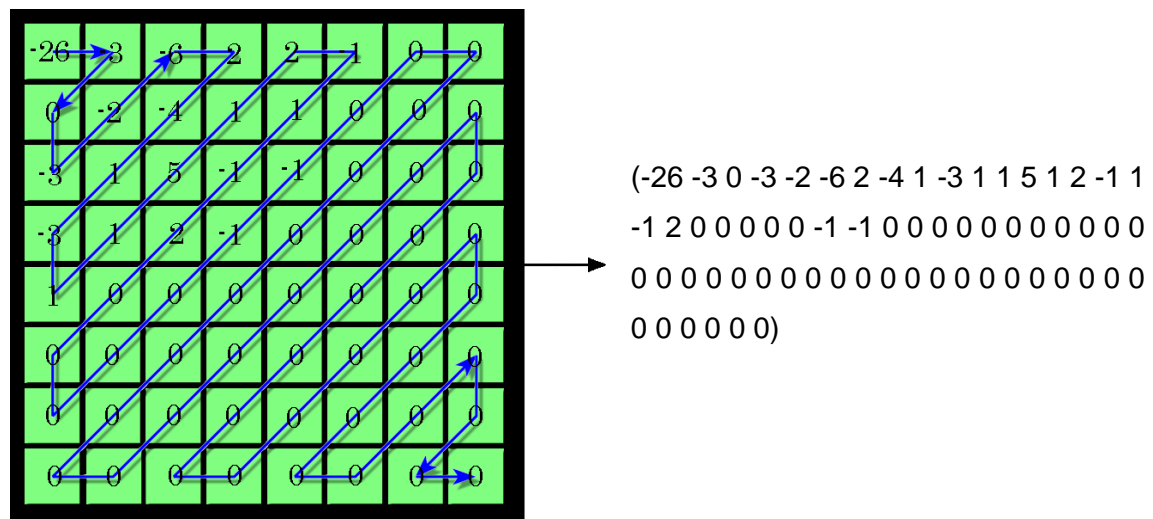 -26 -3 -6 2 2 -1 0 0
0 -2 -4 1 1 0 0 0
-3 1 5 -1 -1 0 0 0
-3 1 2 -1 0 0 0 0
1 0 0 0 0 0 0 0
0 0 0 0 0 0 0 0
0 0 0 0 0 0 0 0
0 0 0 0 0 0 0 0
(-26 -3 0 -3 -2 -6 2 -4 1 -3 1 1 5 1 2 -1 1
-1 2 0 0 0 0 0 -1 -1 0 0 0 0 0 0 0 0 0 0 0
0 0 0 0 0 0 0 0 0 0 0 0 0 0 0 0 0 0 0 0 0
0 0 0 0 0 0)